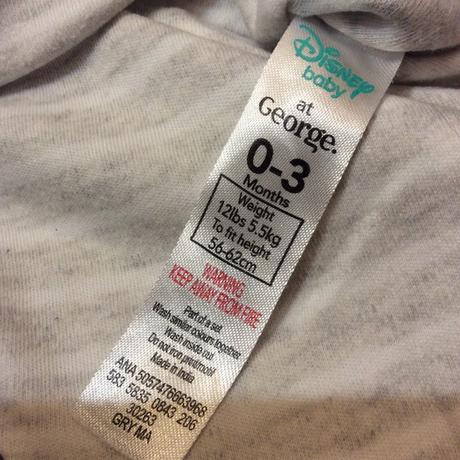 Disney
baby
at
George.
0-3
Months
Weight
12lbs 5.5kg
To fit height
56-62cm
WARNING
KEEP AWAY FROM FIRE
Part of a set
Wash similar colours together
Wash inside out
Do not iron print/motif
Made in India
ANA 5057476663968
583 5835 0843 206
30263
GRY MA